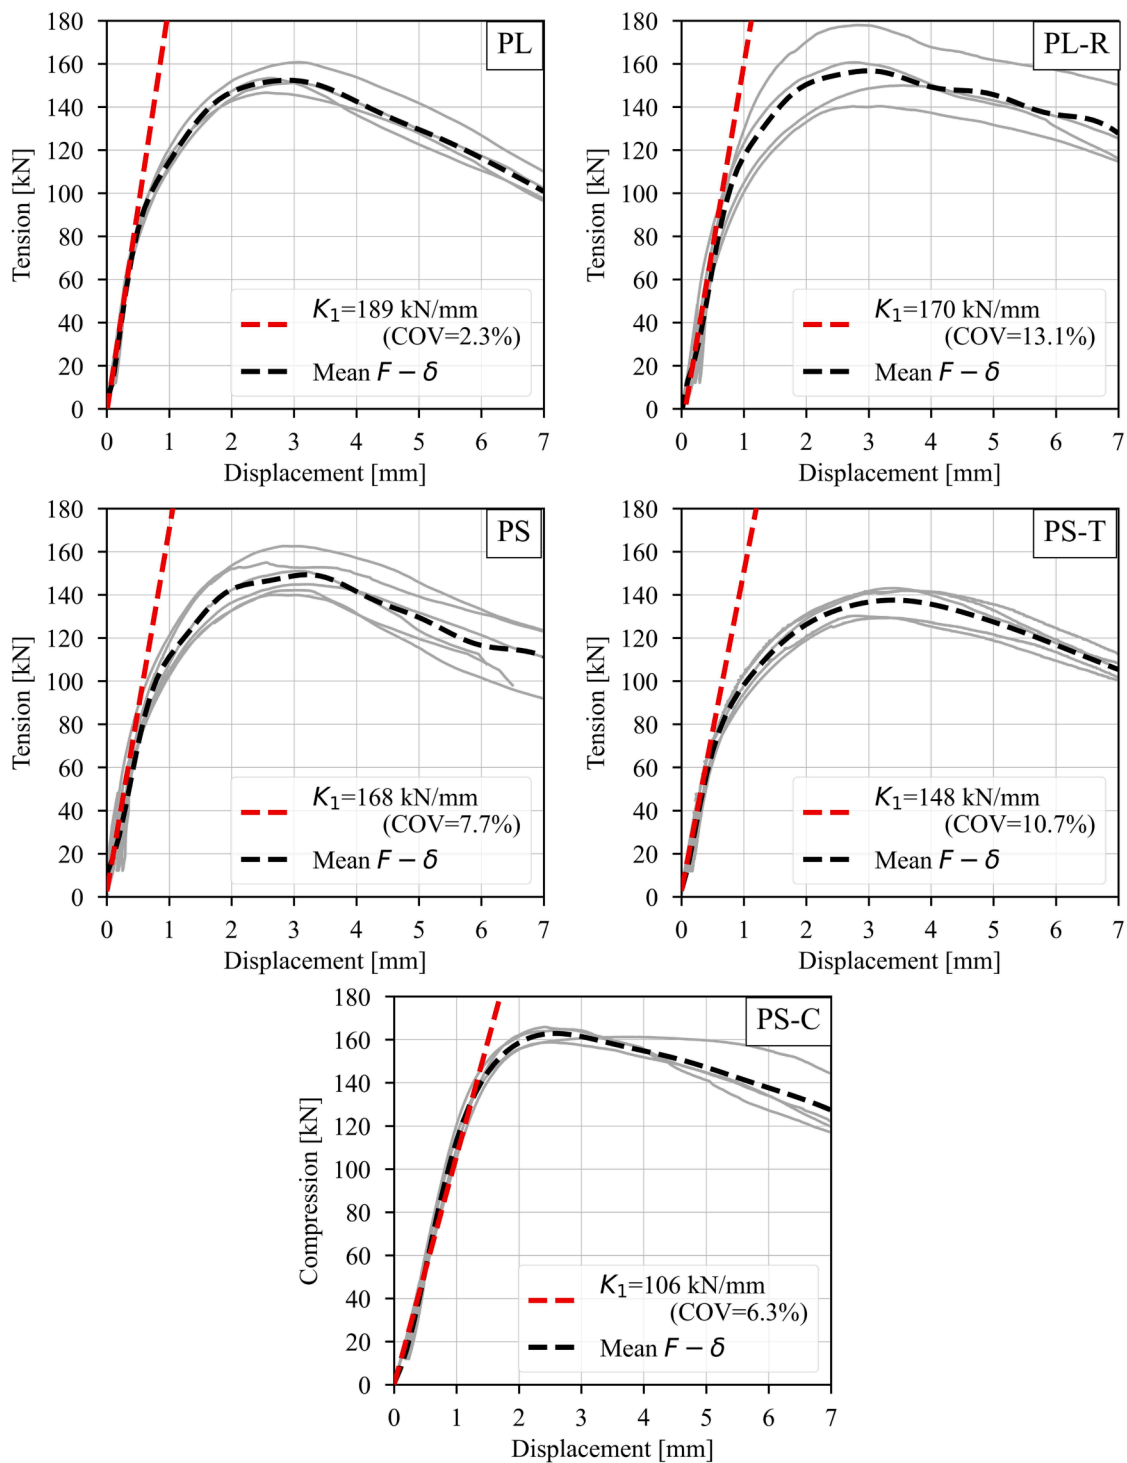 PL
180
160
140
120
100
80
60
40
20
0
Tension [kN]
K₁=189 kN/mm
(COV=2.3%)
Mean F − δ
0 1 2 3 4 5 6 7
Displacement [mm]
PL-R
180
160
140
120
100
80
60
40
20
0
Tension [kN]
K₁=170 kN/mm
(COV=13.1%)
Mean F − δ
0 1 2 3 4 5 6 7
Displacement [mm]
PS
180
160
140
120
100
80
60
40
20
0
Tension [kN]
K₁=168 kN/mm
(COV=7.7%)
Mean F − δ
0 1 2 3 4 5 6 7
Displacement [mm]
PS-T
180
160
140
120
100
80
60
40
20
0
Tension [kN]
K₁=148 kN/mm
(COV=10.7%)
Mean F − δ
0 1 2 3 4 5 6 7
Displacement [mm]
PS-C
180
160
140
120
100
80
60
40
20
0
Compression [kN]
K₁=106 kN/mm
(COV=6.3%)
Mean F − δ
0 1 2 3 4 5 6 7
Displacement [mm]